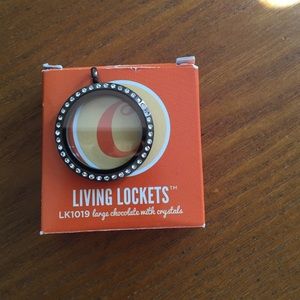 LIVING LOCKETS™
LK1019 large chocolate with crystals